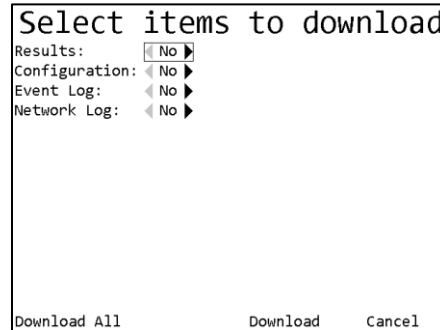 Select items to download
Results: No
Configuration: No
Event Log: No
Network Log: No
Download All Download Cancel